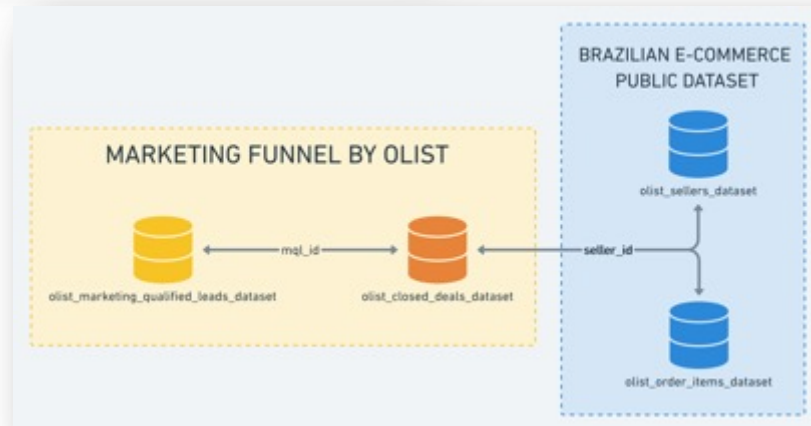 BRAZILIAN E-COMMERCE
PUBLIC DATASET
olist_sellers_dataset
MARKETING FUNNEL BY OLIST
mql_id
seller_id
olist_marketing_qualified_leads_dataset
olist_closed_deals_dataset
olist_order_items_dataset